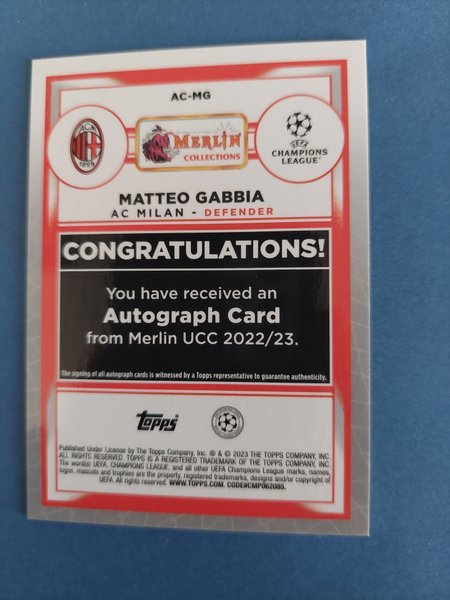 AC-MG
ACM
1899
MERLIN
COLLECTIONS
UEFA
CHAMPIONS
LEAGUE™
MATTEO GABBIA
AC MILAN - DEFENDER
CONGRATULATIONS!
You have received an
Autograph Card
from Merlin UCC 2022/23.
The signing of all autograph cards is witnessed by a Topps representative to guarantee authenticity.
topps
Published Under License by The Topps Company, Inc. ® & © 2023 THE TOPPS COMPANY, INC.
ALL RIGHTS RESERVED. TOPPS IS A REGISTERED TRADEMARK OF THE TOPPS COMPANY, INC.
The word(s) UEFA, CHAMPIONS LEAGUE, and all other UEFA Champions League marks, names,
logos, mascots and trophies are the property, registered trademarks, designs and/or copyright of
UEFA. All rights reserved. WWW.TOPPS.COM. CODE#CMP062085.